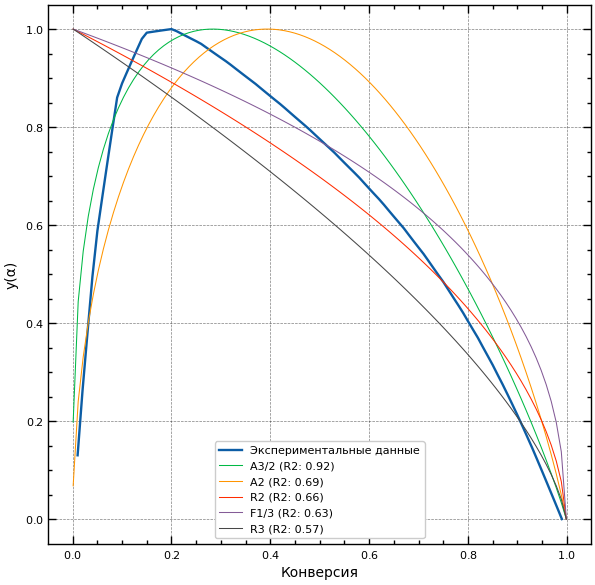 1.0
0.8
0.6
0.4
0.2
0.0
y(α)
Экспериментальные данные
A3/2 (R2: 0.92)
A2 (R2: 0.69)
R2 (R2: 0.66)
F1/3 (R2: 0.63)
R3 (R2: 0.57)
0.0 0.2 0.4 0.6 0.8 1.0
Конверсия